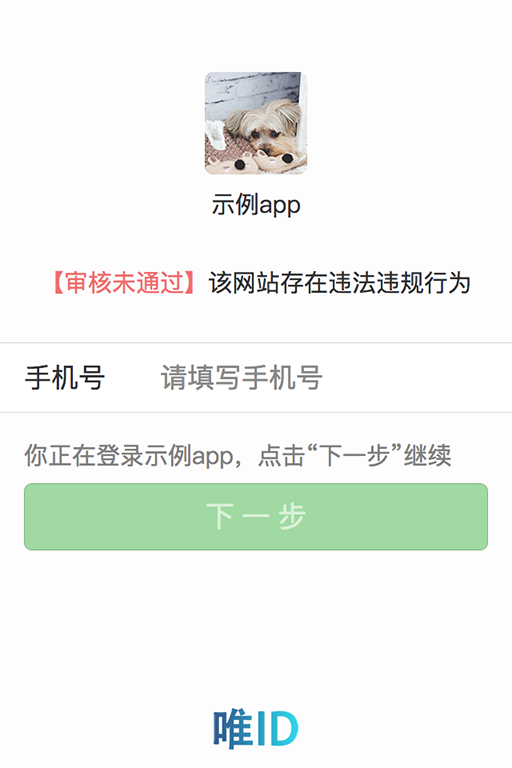 示例app
【审核未通过】该网站存在违法违规行为
手机号 请填写手机号
你正在登录示例app，点击“下一步”继续
下一步
唯ID